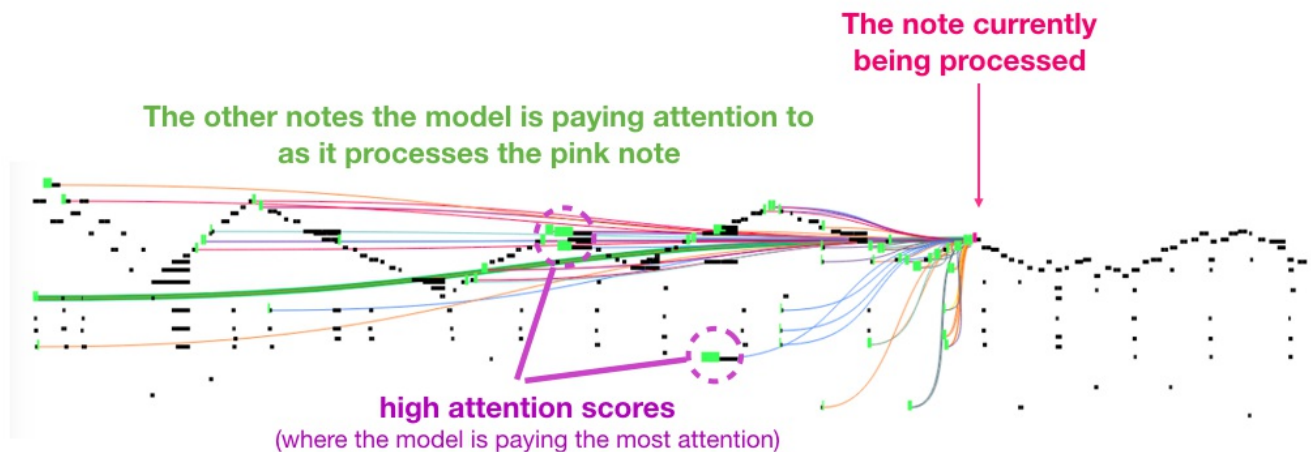 The note currently
being processed
The other notes the model is paying attention to
as it processes the pink note
high attention scores
(where the model is paying the most attention)